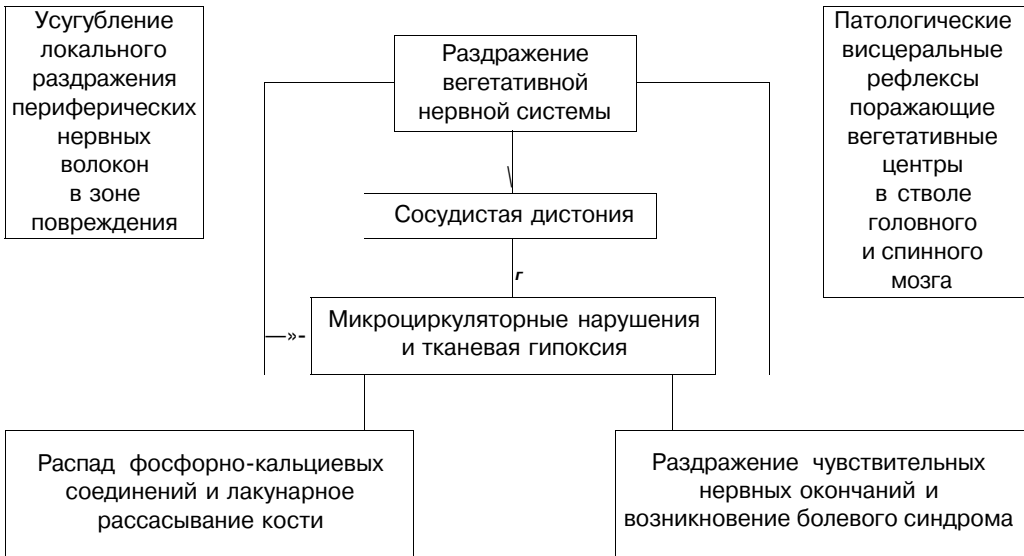 Усугубление
локального
раздражения
периферических
нервных
волокон
в зоне
повреждения
Раздражение
вегетативной
нервной системы
Патологические
висцеральные
рефлексы
поражающие
вегетативные
центры
в стволе
головного
и спинного
мозга
Сосудистая дистония
г
Микроциркуляторные нарушения
и тканевая гипоксия
—»-
Распад фосфорно-кальциевых
соединений и лакунарное
рассасывание кости
Раздражение чувствительных
нервных окончаний и
возникновение болевого синдрома